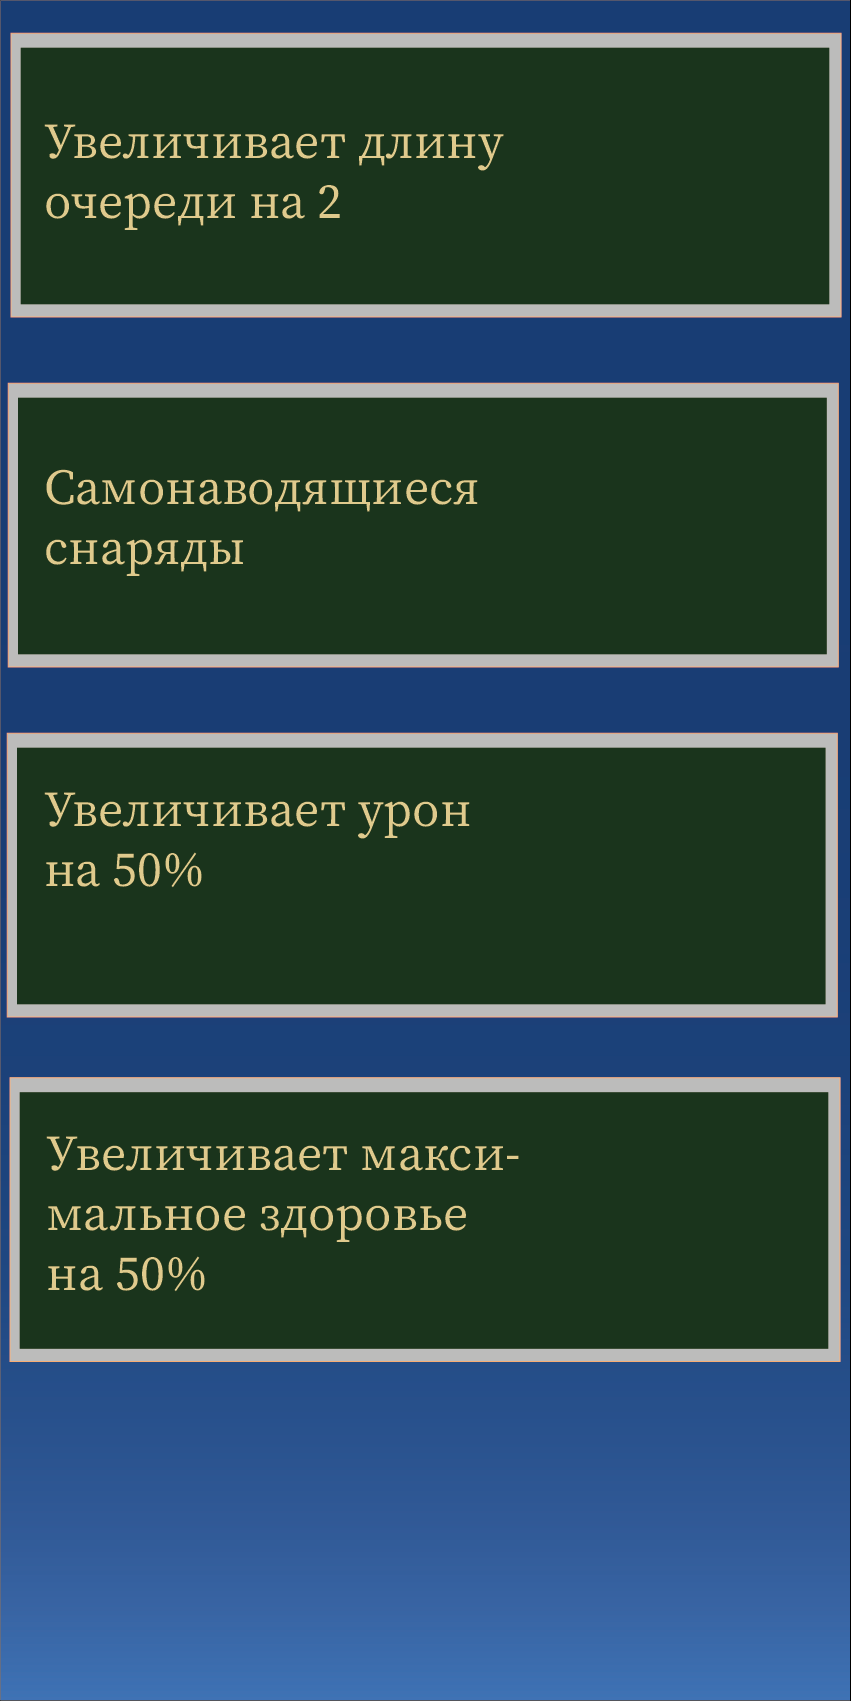 Увеличивает длину
очереди на 2
Самонаводящиеся
снаряды
Увеличивает урон
на 50%
Увеличивает макси-
мальное здоровье
на 50%